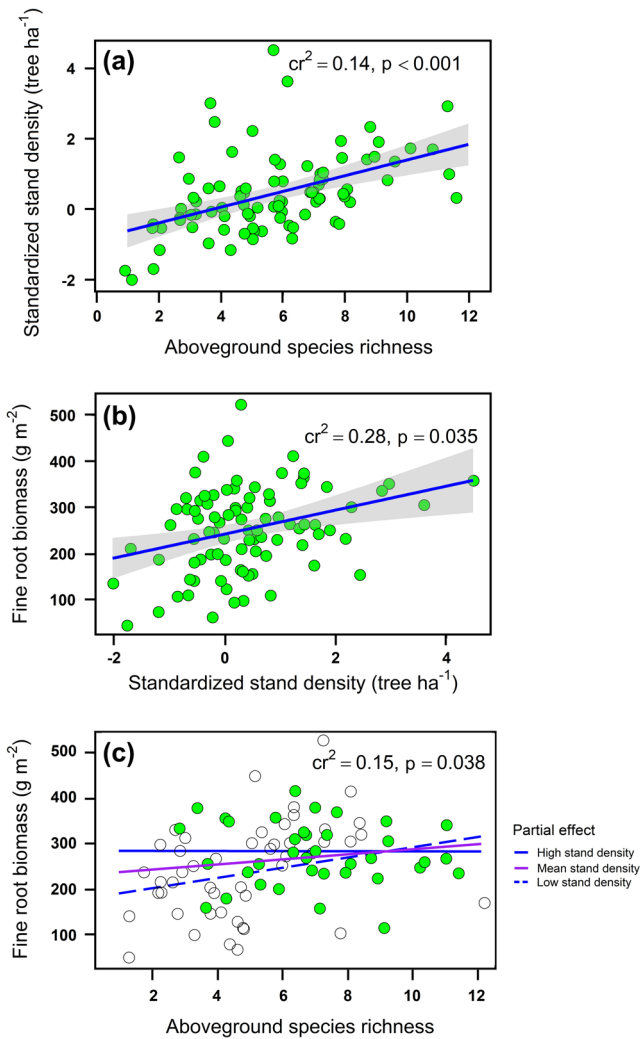 (a)
cr² = 0.14, p < 0.001
Standardized stand density (tree ha⁻¹)
4
2
0
-2
0 2 4 6 8 10 12
Aboveground species richness
(b)
cr² = 0.28, p = 0.035
Fine root biomass (g m⁻²)
500
400
300
200
100
-2 0 2 4
Standardized stand density (tree ha⁻¹)
(c)
cr² = 0.15, p = 0.038
Fine root biomass (g m⁻²)
500
400
300
200
100
2 4 6 8 10 12
Aboveground species richness
Partial effect
High stand density
Mean stand density
Low stand density